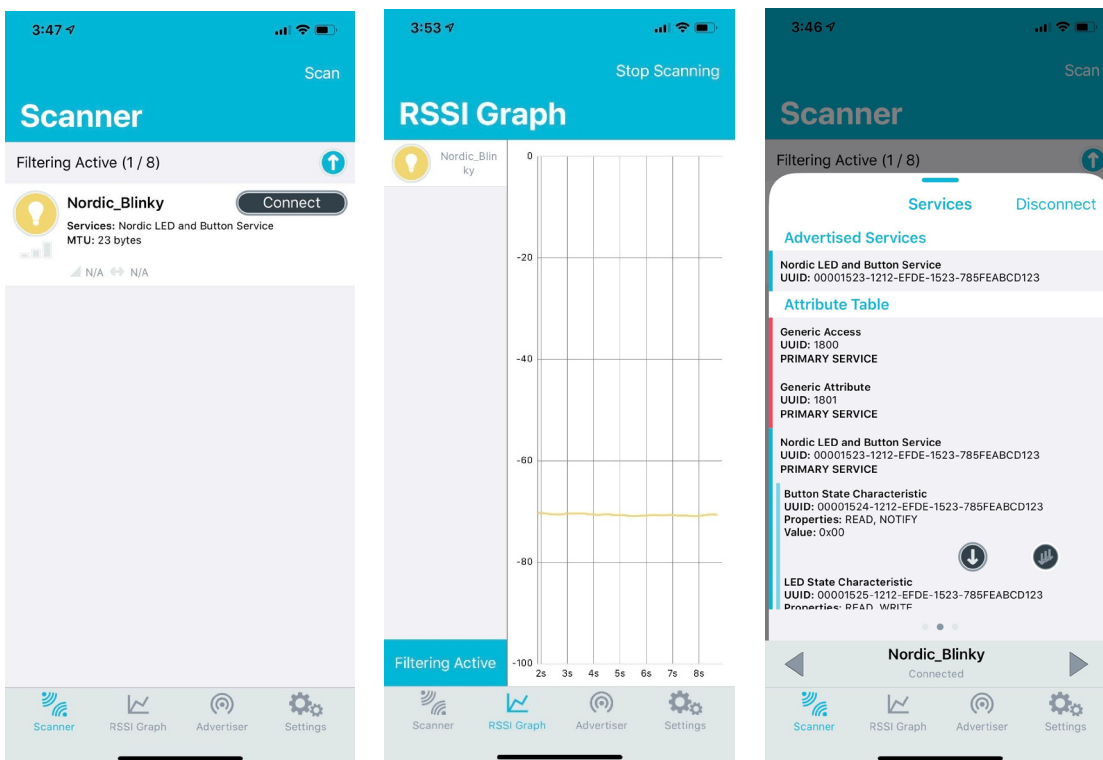 3:47
Scan
Scanner
Filtering Active (1 / 8)
Nordic_Blinky
Connect
Services: Nordic LED and Button Service
MTU: 23 bytes
N/A
N/A
Scanner
RSSI Graph
Advertiser
Settings
3:53
Stop Scanning
RSSI Graph
Nordic_Blin
ky
0
-20
-40
-60
-80
-100
2s 3s 4s 5s 6s 7s 8s
Filtering Active
Scanner
RSSI Graph
Advertiser
Settings
3:46
Scan
Scanner
Filtering Active (1 / 8)
Services
Disconnect
Advertised Services
Nordic LED and Button Service
UUID: 00001523-1212-EFDE-1523-785FEABCD123
Attribute Table
Generic Access
UUID: 1800
PRIMARY SERVICE
Generic Attribute
UUID: 1801
PRIMARY SERVICE
Nordic LED and Button Service
UUID: 00001523-1212-EFDE-1523-785FEABCD123
PRIMARY SERVICE
Button State Characteristic
UUID: 00001524-1212-EFDE-1523-785FEABCD123
Properties: READ, NOTIFY
Value: 0x00
LED State Characteristic
UUID: 00001525-1212-EFDE-1523-785FEABCD123
Properties: READ, WRITE
Nordic_Blinky
Connected
Scanner
RSSI Graph
Advertiser
Settings